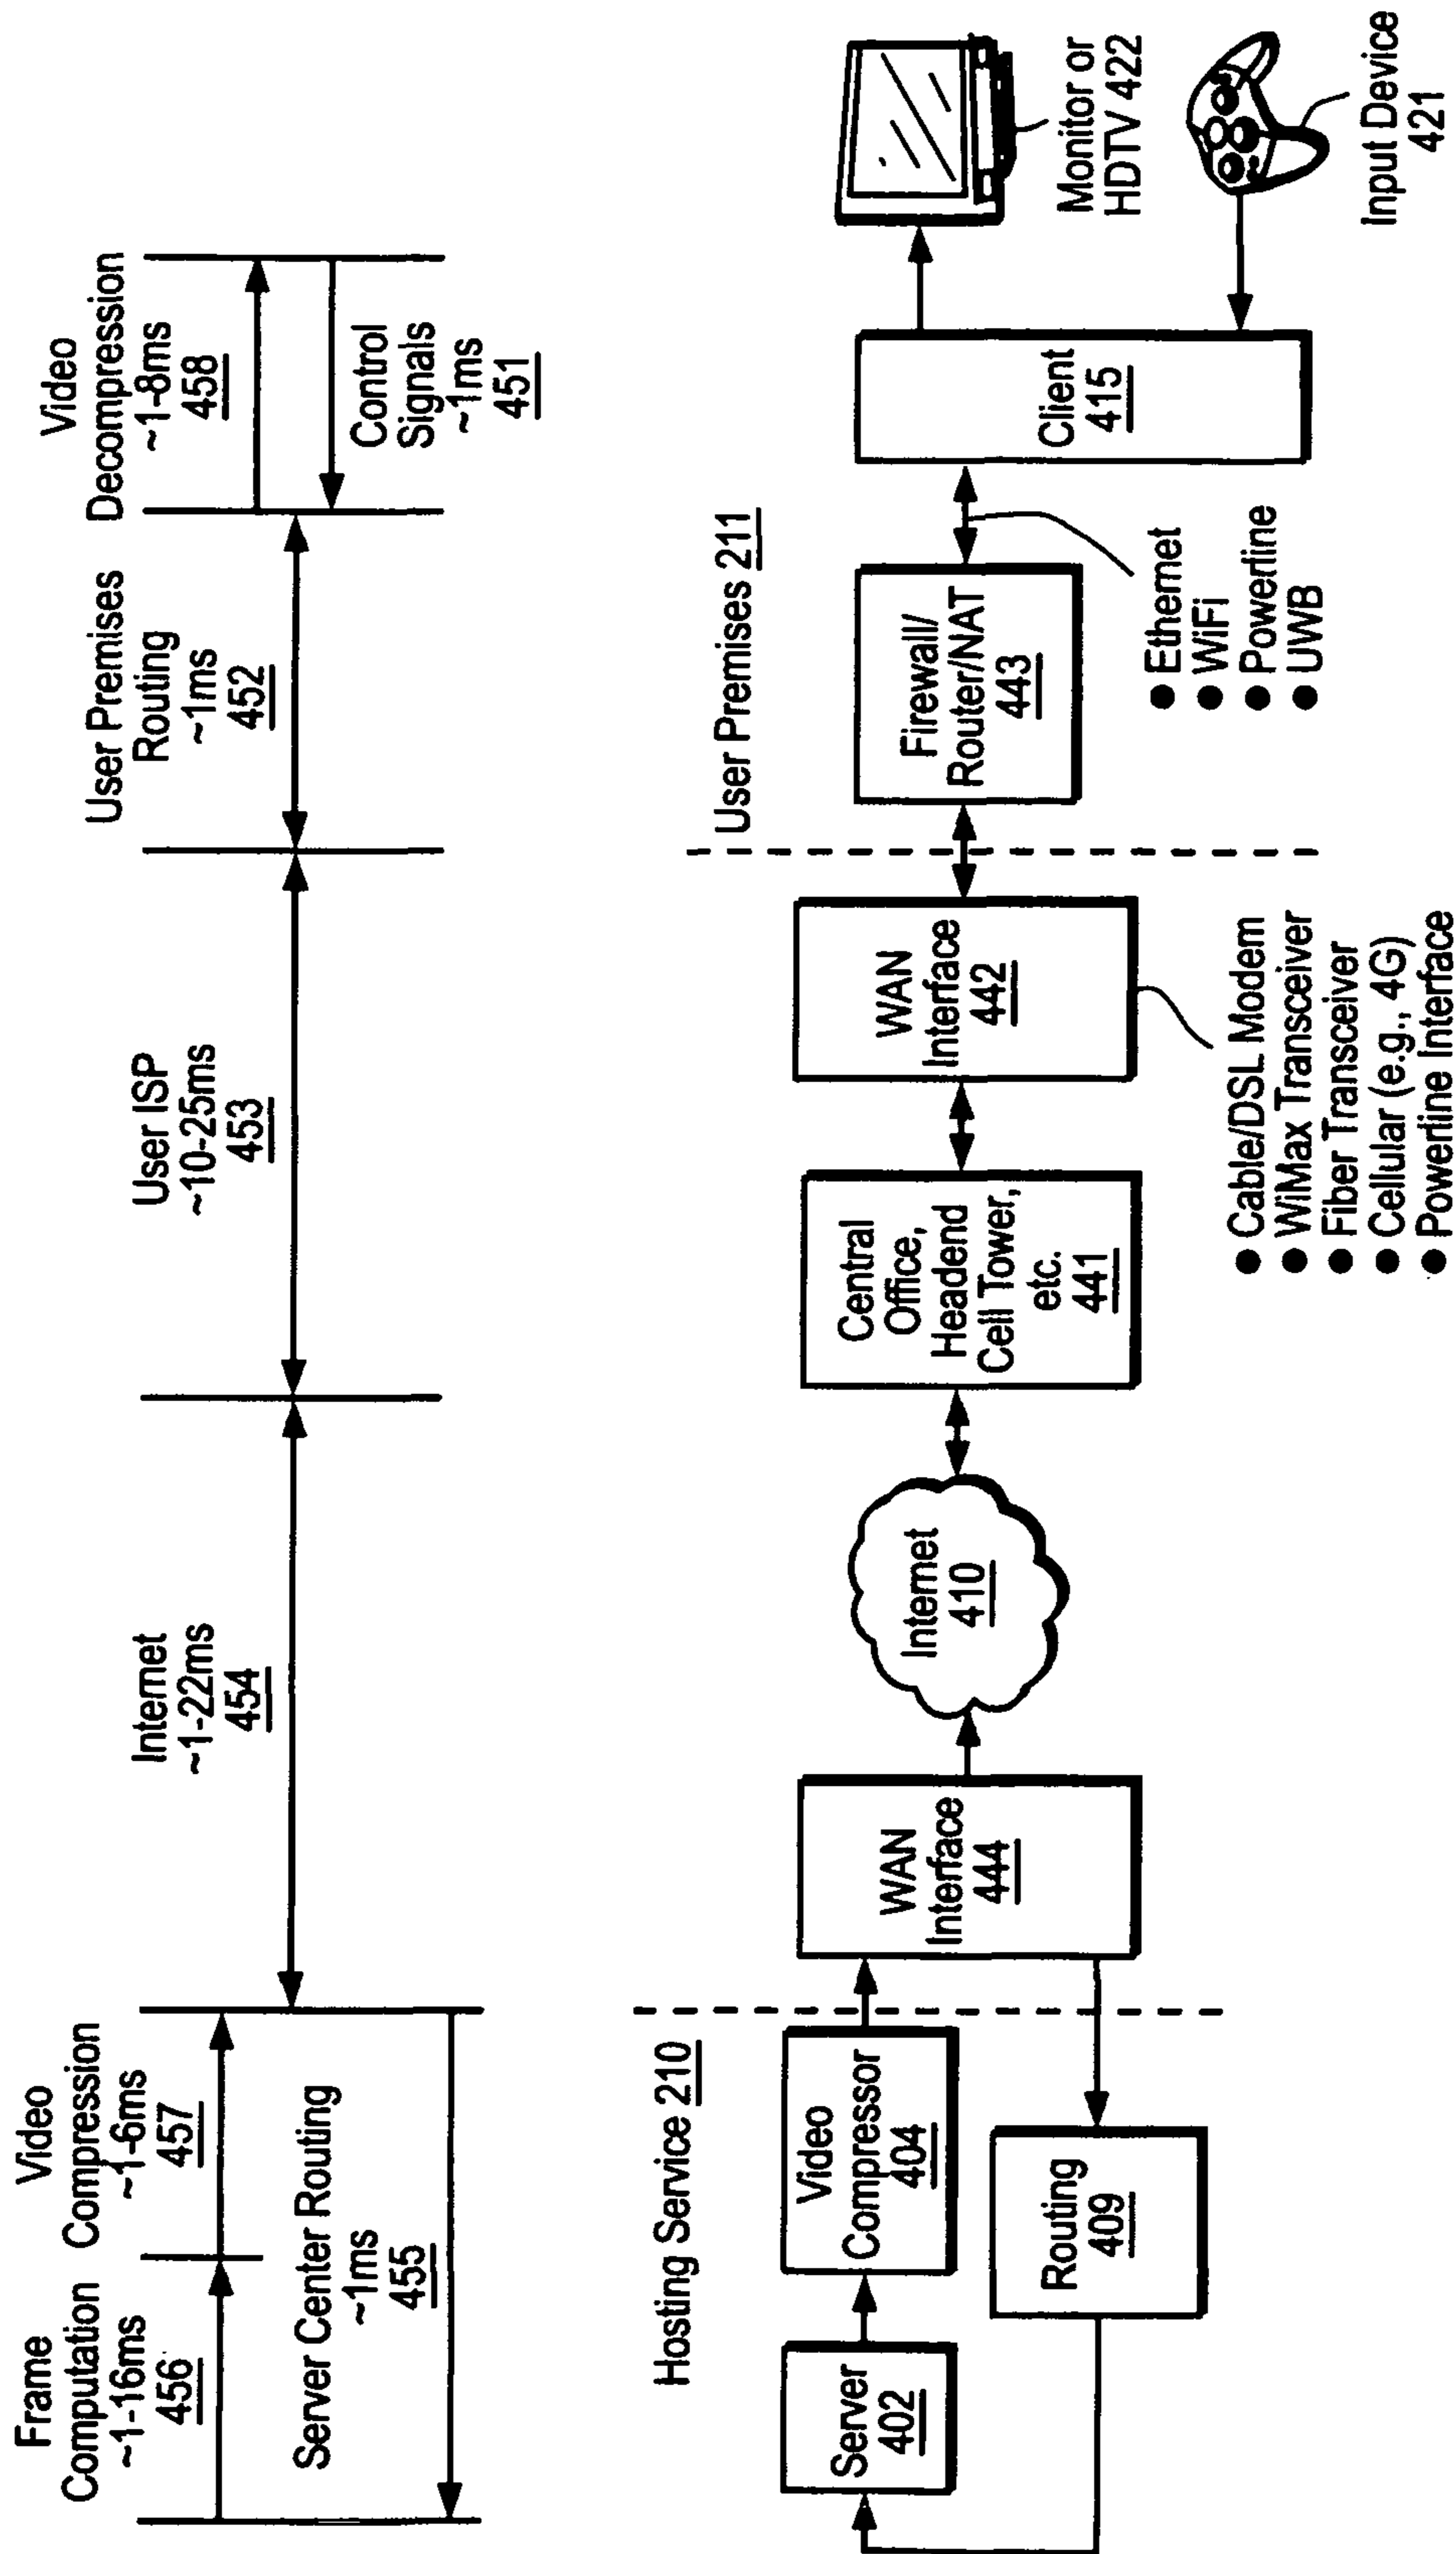 Frame
Computation
~1-16ms
456
Video
Compression
~1-6ms
457
Server Center Routing
~1ms
455
Internet
~1-22ms
454
User ISP
~10-25ms
453
User Premises
Routing
~1ms
452
Video
Decompression
~1-8ms
458
Control
Signals
~1ms
451
Hosting Service 210
Server
402
Video
Compressor
404
Routing
409
WAN
Interface
444
Internet
410
Central
Office,
Headend
Cell Tower,
etc.
441
WAN
Interface
442
● Cable/DSL Modem
● WiMax Transceiver
● Fiber Transceiver
● Cellular (e.g., 4G)
● Powerline Interface
User Premises 211
Firewall/
Router/NAT
443
● Ethernet
● WiFi
● Powerline
● UWB
Client
415
Monitor or
HDTV 422
Input Device
421